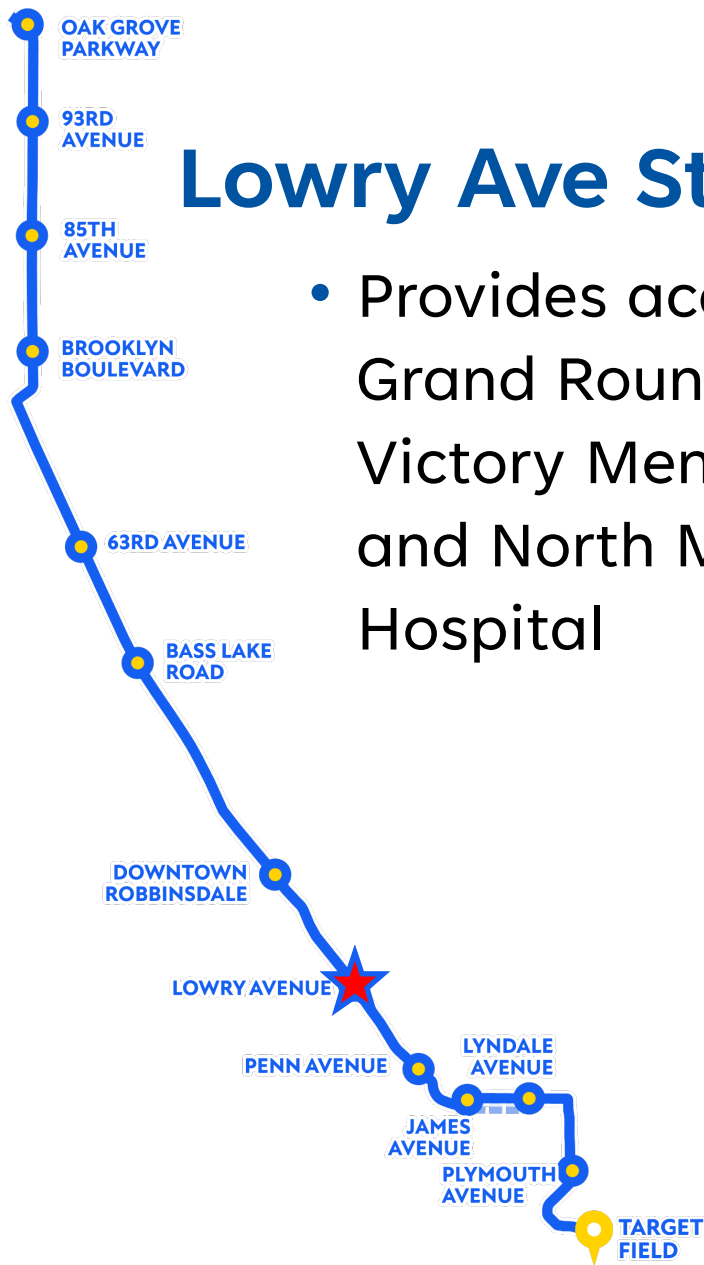 OAK GROVE
PARKWAY
93RD
AVENUE
Lowry Ave St
85TH
AVENUE
• Provides acc
Grand Roun
BROOKLYN
BOULEVARD
Victory Mem
and North M
63RD AVENUE
Hospital
BASS LAKE
ROAD
DOWNTOWN
ROBBINSDALE
LOWRY AVENUE
PENN AVENUE
LYNDALE
AVENUE
JAMES
AVENUE
PLYMOUTH
AVENUE
TARGET
FIELD